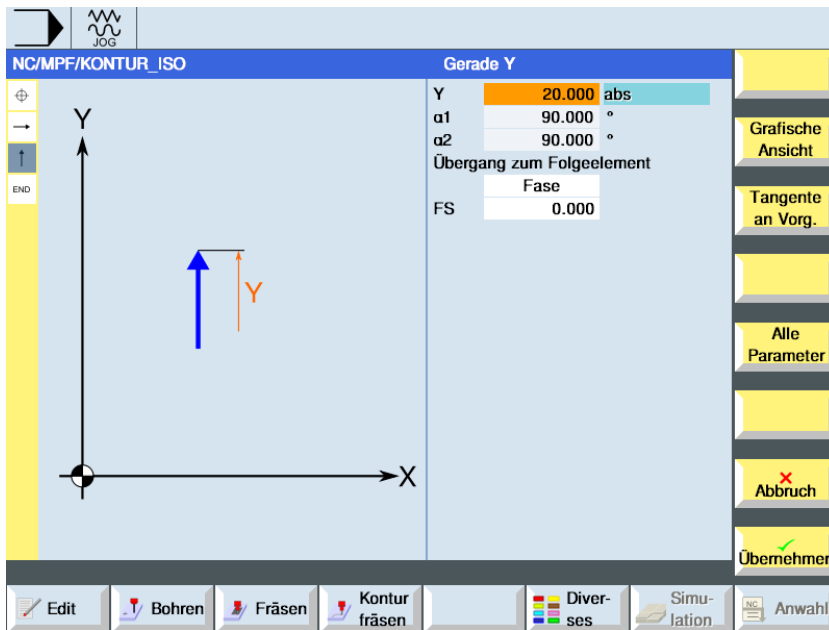 JOG
NC/MPF/KONTUR_ISO
Gerade Y
END
Y
X
Y
Y 20.000 abs
α1 90.000 °
α2 90.000 °
Übergang zum Folgeelement
Fase
FS 0.000
Grafische
Ansicht
Tangente
an Vorg.
Alle
Parameter
Abbruch
Übernehmen
Edit
Bohren
Fräsen
Kontur
fräsen
Diver-
ses
Simu-
lation
NC
Anwahl